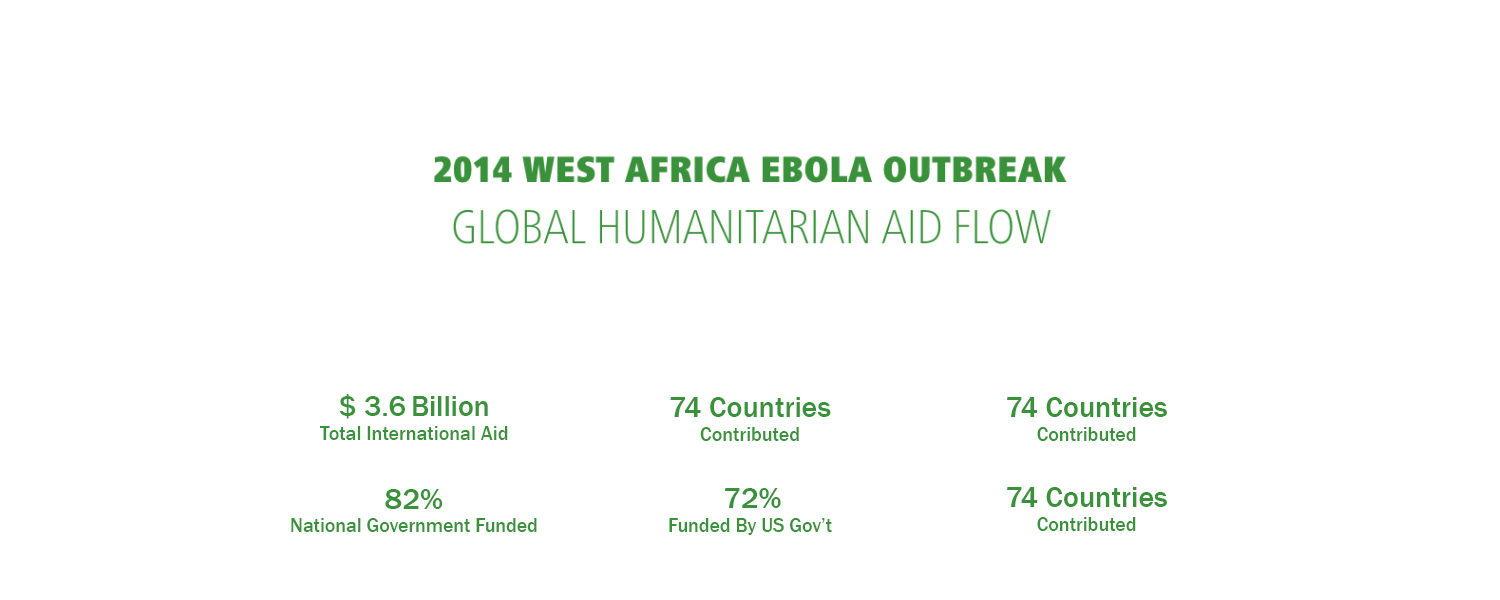 2014 WEST AFRICA EBOLA OUTBREAK
GLOBAL HUMANITARIAN AID FLOW
$ 3.6 Billion
Total International Aid
74 Countries
Contributed
74 Countries
Contributed
82%
National Government Funded
72%
Funded By US Gov’t
74 Countries
Contributed